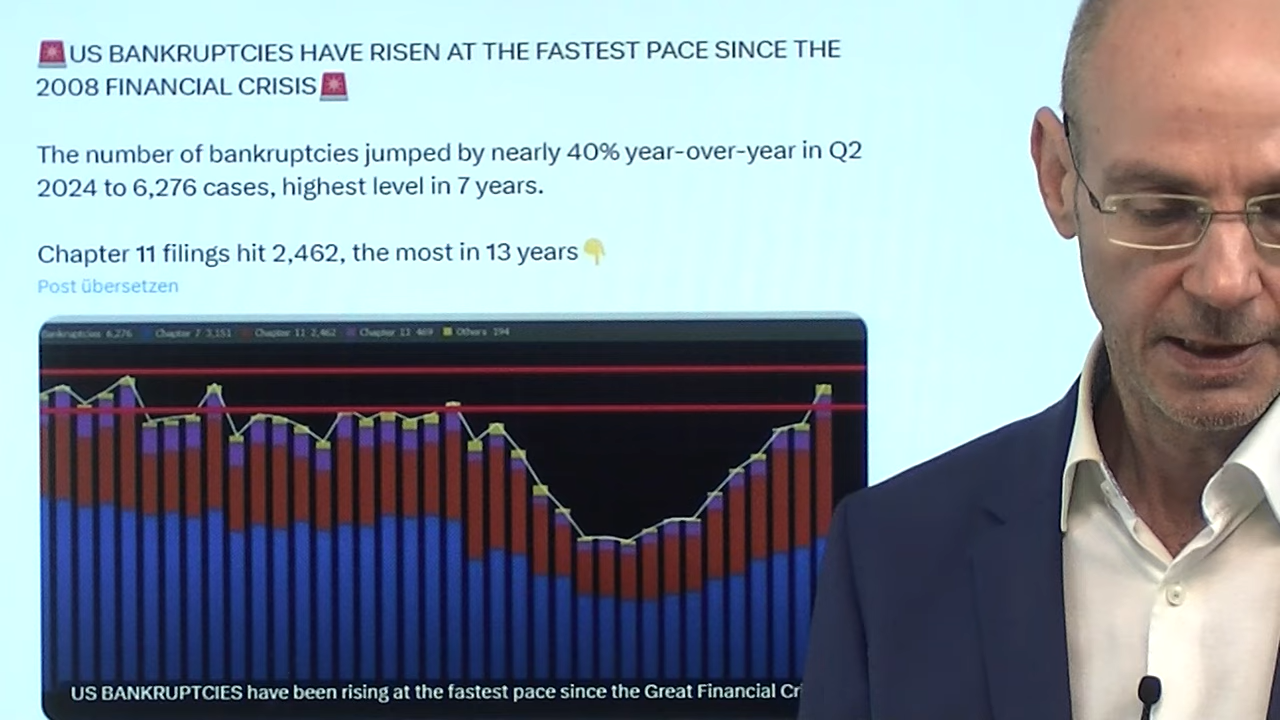 🚨US BANKRUPTCIES HAVE RISEN AT THE FASTEST PACE SINCE THE
2008 FINANCIAL CRISIS🚨
The number of bankruptcies jumped by nearly 40% year-over-year in Q2
2024 to 6,276 cases, highest level in 7 years.
Chapter 11 filings hit 2,462, the most in 13 years👇
Post übersetzen
Bankruptcies 6,276 Chapter 7 3,151 Chapter 11 2,462 Chapter 13 469 Others 194
US BANKRUPTCIES have been rising at the fastest pace since the Great Financial Cri